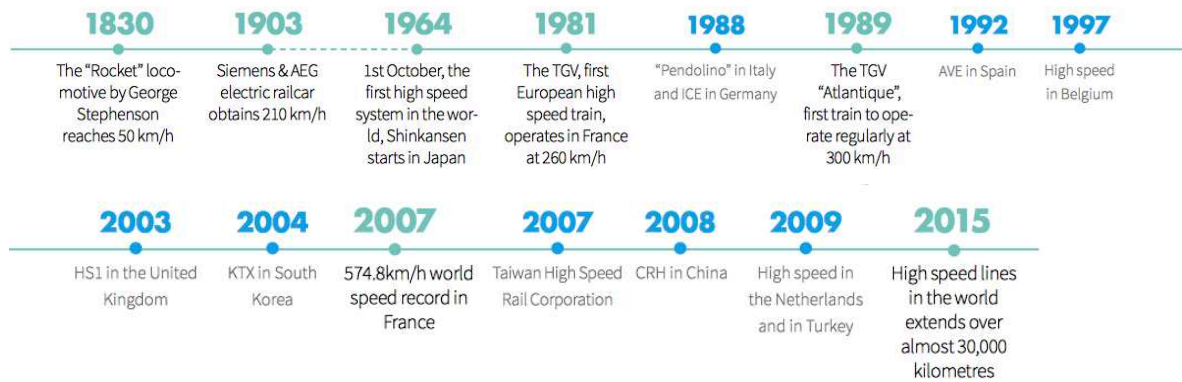 1830
The “Rocket” loco-
motive by George
Stephenson
reaches 50 km/h
1903
Siemens & AEG
electric railcar
obtains 210 km/h
1964
1st October, the
first high speed
system in the wor-
ld, Shinkansen
starts in Japan
1981
The TGV, first
European high
speed train,
operates in France
at 260 km/h
1988
“Pendolino” in Italy
and ICE in Germany
1989
The TGV
“Atlantique”,
first train to ope-
rate regularly at
300 km/h
1992
AVE in Spain
1997
High speed
in Belgium
2003
HS1 in the United
Kingdom
2004
KTX in South
Korea
2007
574.8km/h world
speed record in
France
2007
Taiwan High Speed
Rail Corporation
2008
CRH in China
2009
High speed in
the Netherlands
and in Turkey
2015
High speed lines
in the world
extends over
almost 30,000
kilometres